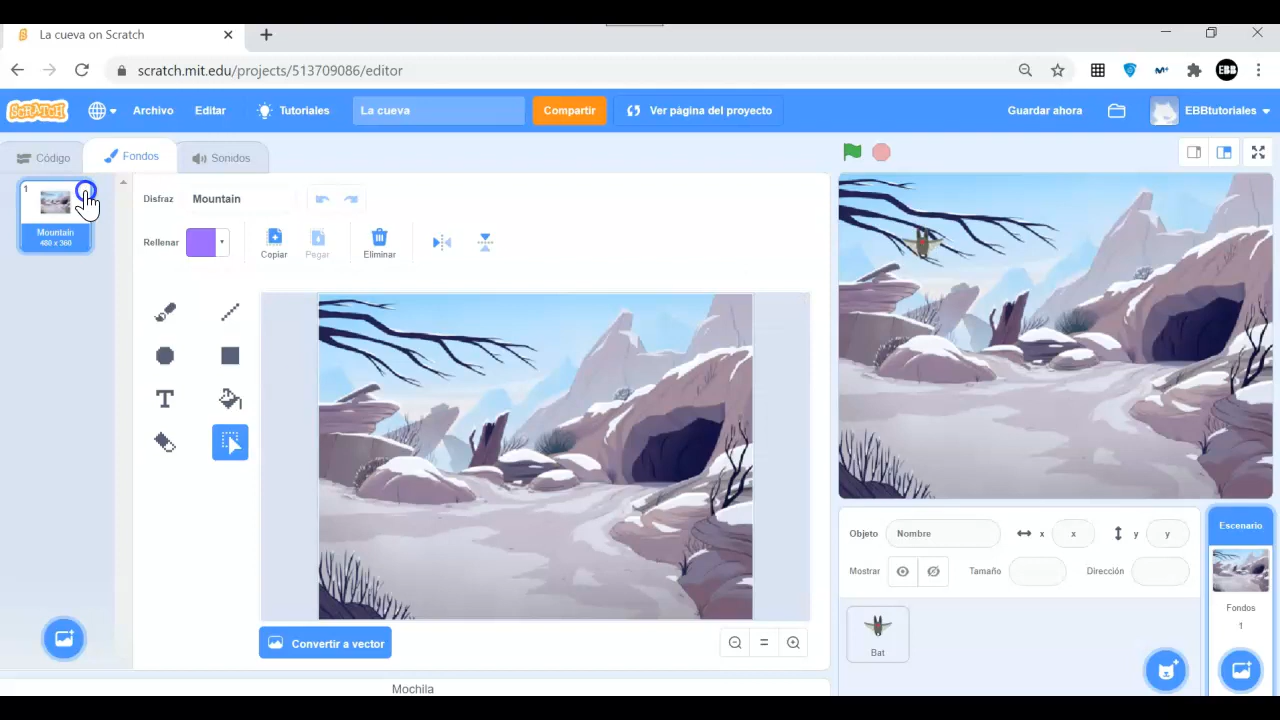 La cueva on Scratch
scratch.mit.edu/projects/513709086/editor
EBB
SCRATCH
Archivo
Editar
Tutoriales
La cueva
Compartir
Ver página del proyecto
Guardar ahora
EBBtutoriales
Código
Fondos
Sonidos
1
Mountain
480 x 360
Disfraz
Mountain
Rellenar
Copiar
Pegar
Eliminar
T
Convertir a vector
Mochila
Objeto
Nombre
x
x
y
y
Mostrar
Tamaño
Dirección
Bat
Escenario
Fondos
1